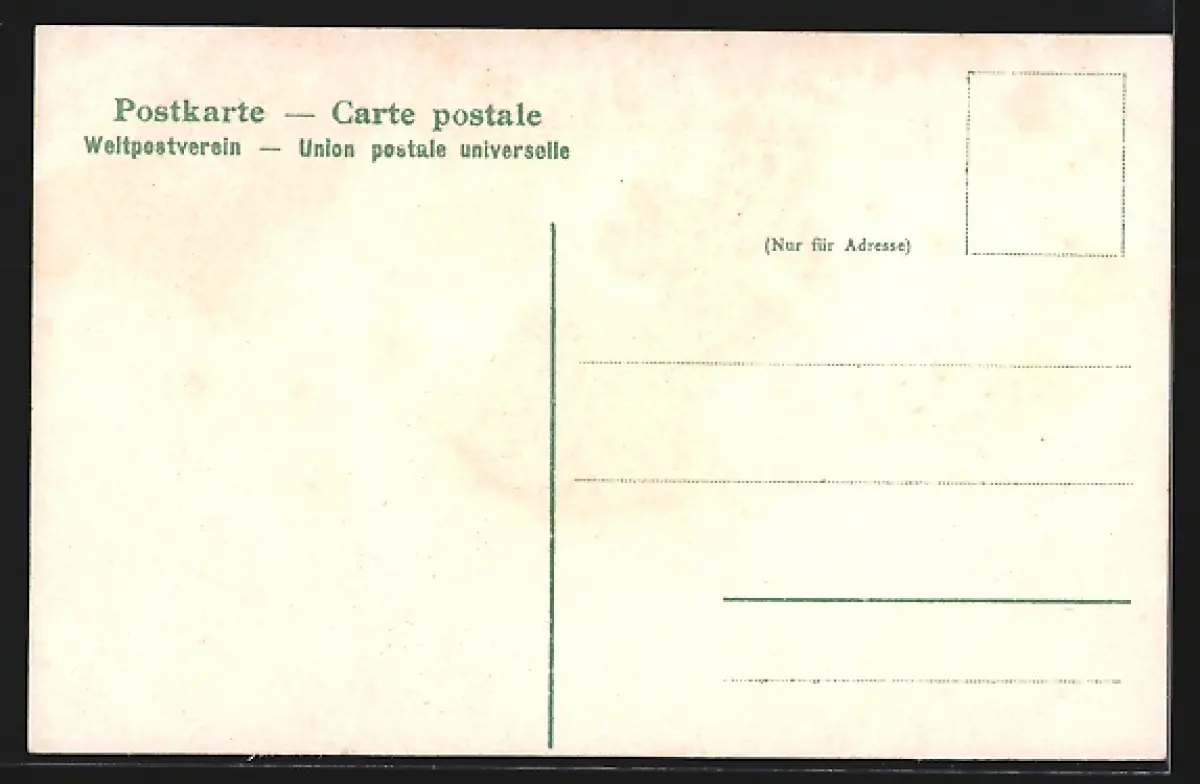 Postkarte — Carte postale
Weltpostverein — Union postale universelle
(Nur für Adresse)